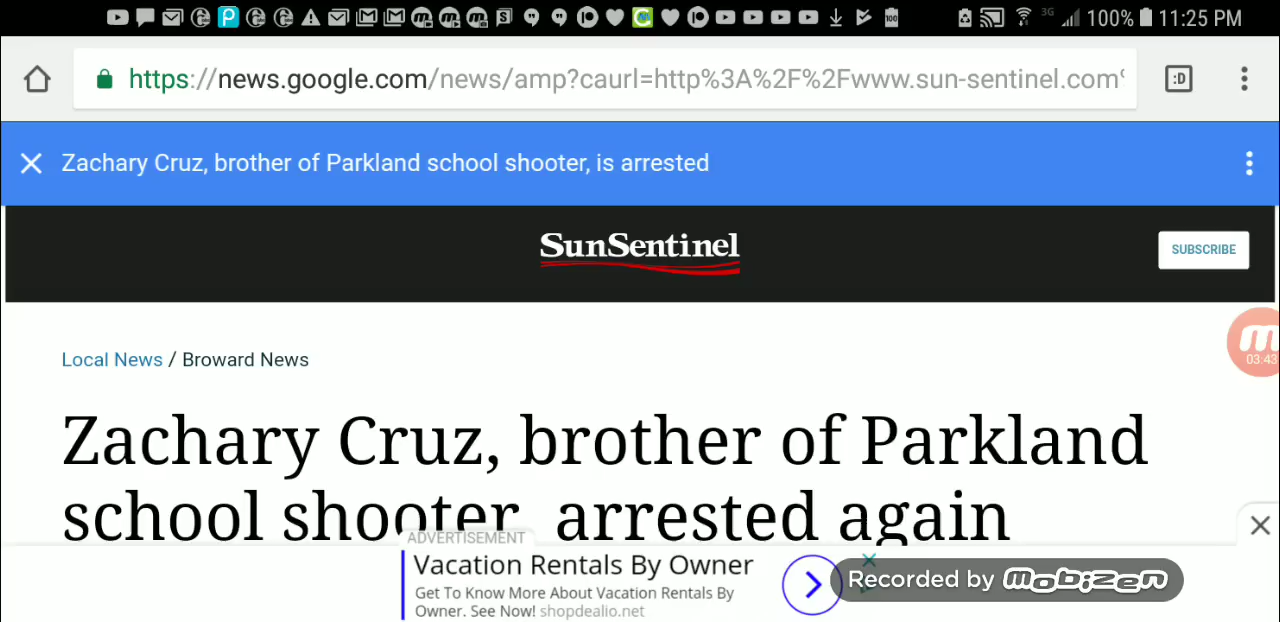 3G 100% 11:25 PM
https://news.google.com/news/amp?caurl=http%3A%2F%2Fwww.sun-sentinel.com%
:D
Zachary Cruz, brother of Parkland school shooter, is arrested
SunSentinel
SUBSCRIBE
Local News / Broward News
03:43
Zachary Cruz, brother of Parkland
school shooter, arrested again
ADVERTISEMENT
Vacation Rentals By Owner
Get To Know More About Vacation Rentals By
Owner. See Now! shopdealio.net
Recorded by mobizen